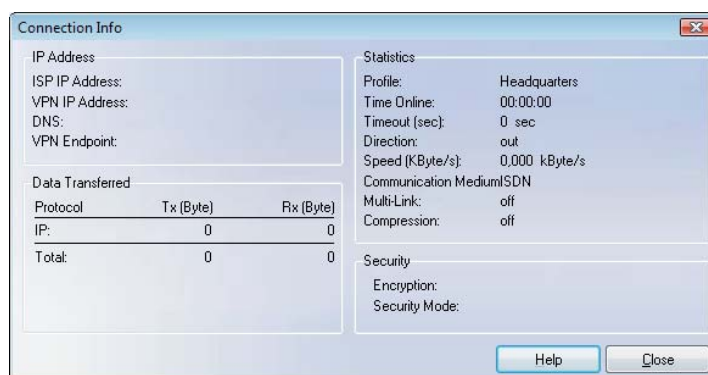 Connection Info
IP Address
ISP IP Address:
VPN IP Address:
DNS:
VPN Endpoint:
Data Transferred
Protocol Tx (Byte) Rx (Byte)
IP: 0 0
Total: 0 0
Statistics
Profile: Headquarters
Time Online: 00:00:00
Timeout (sec): 0 sec
Direction: out
Speed (KByte/s): 0,000 kByte/s
Communication MediumISDN
Multi-Link: off
Compression: off
Security
Encryption:
Security Mode:
Help Close